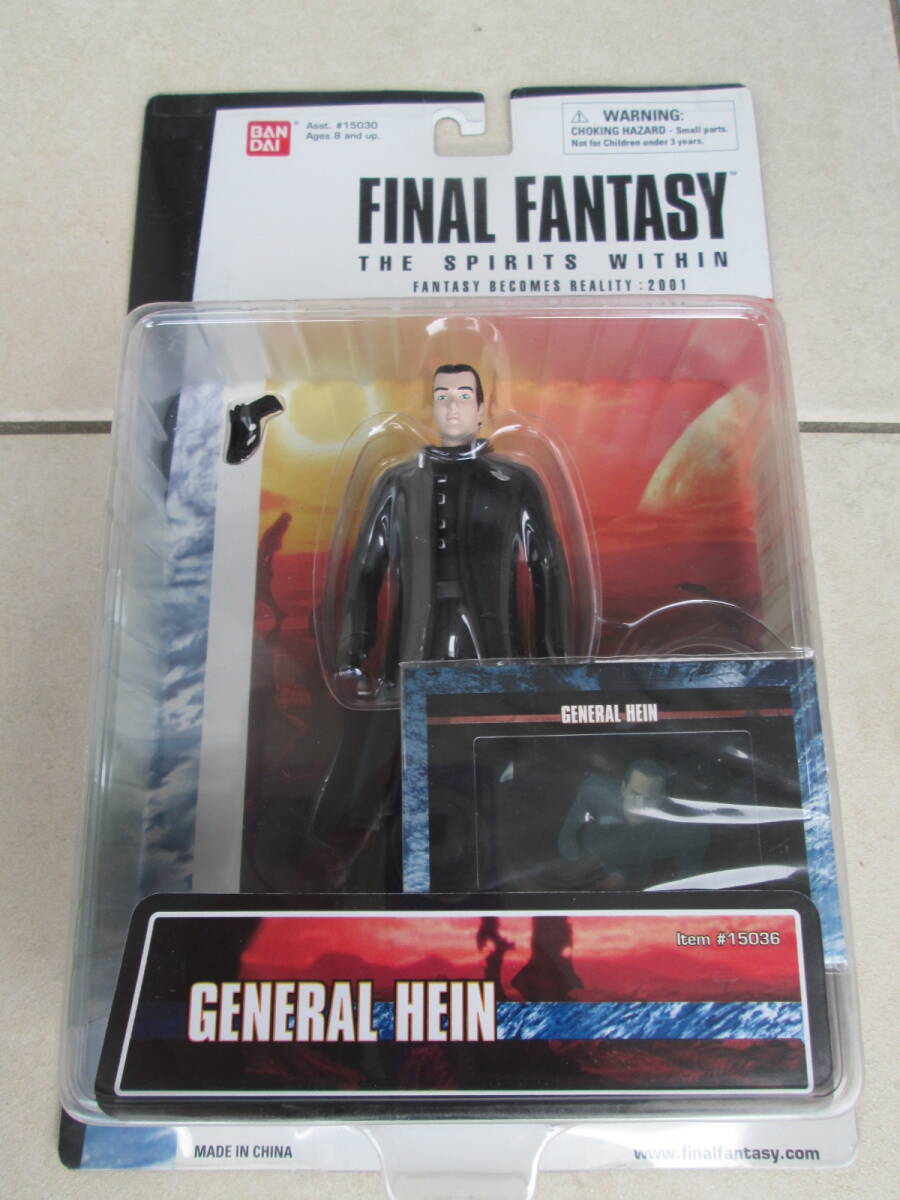 BAN
DAI
Asst. #15030
Ages 8 and up.
WARNING:
CHOKING HAZARD - Small parts.
Not for Children under 3 years.
FINAL FANTASY™
THE SPIRITS WITHIN
FANTASY BECOMES REALITY : 2001
GENERAL HEIN
Item #15036
GENERAL HEIN
MADE IN CHINA
www.finalfantasy.com